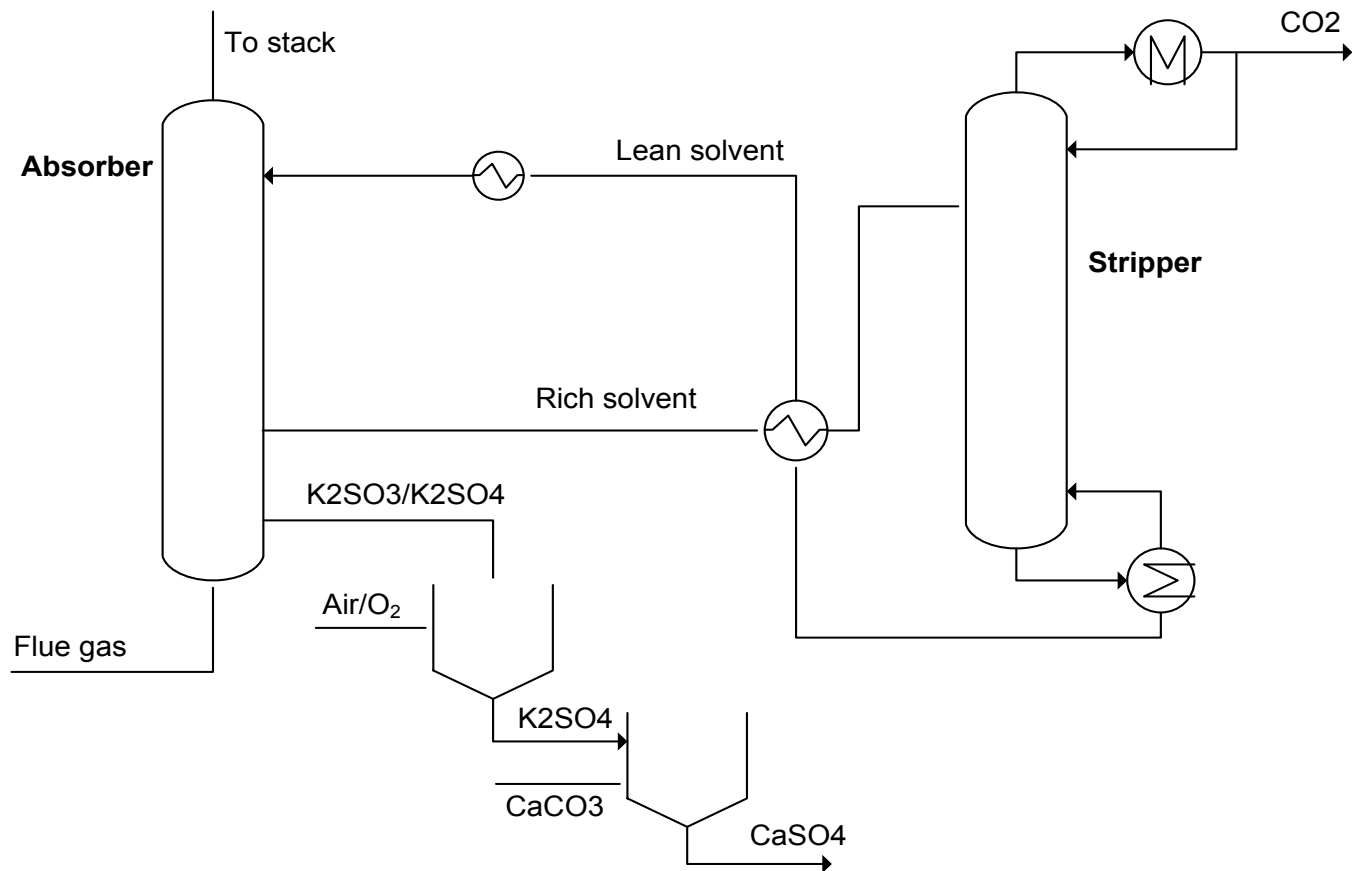 CO2
To stack
Absorber
Lean solvent
Stripper
Rich solvent
K2SO3/K2SO4
Air/O₂
Flue gas
K2SO4
CaCO3
CaSO4